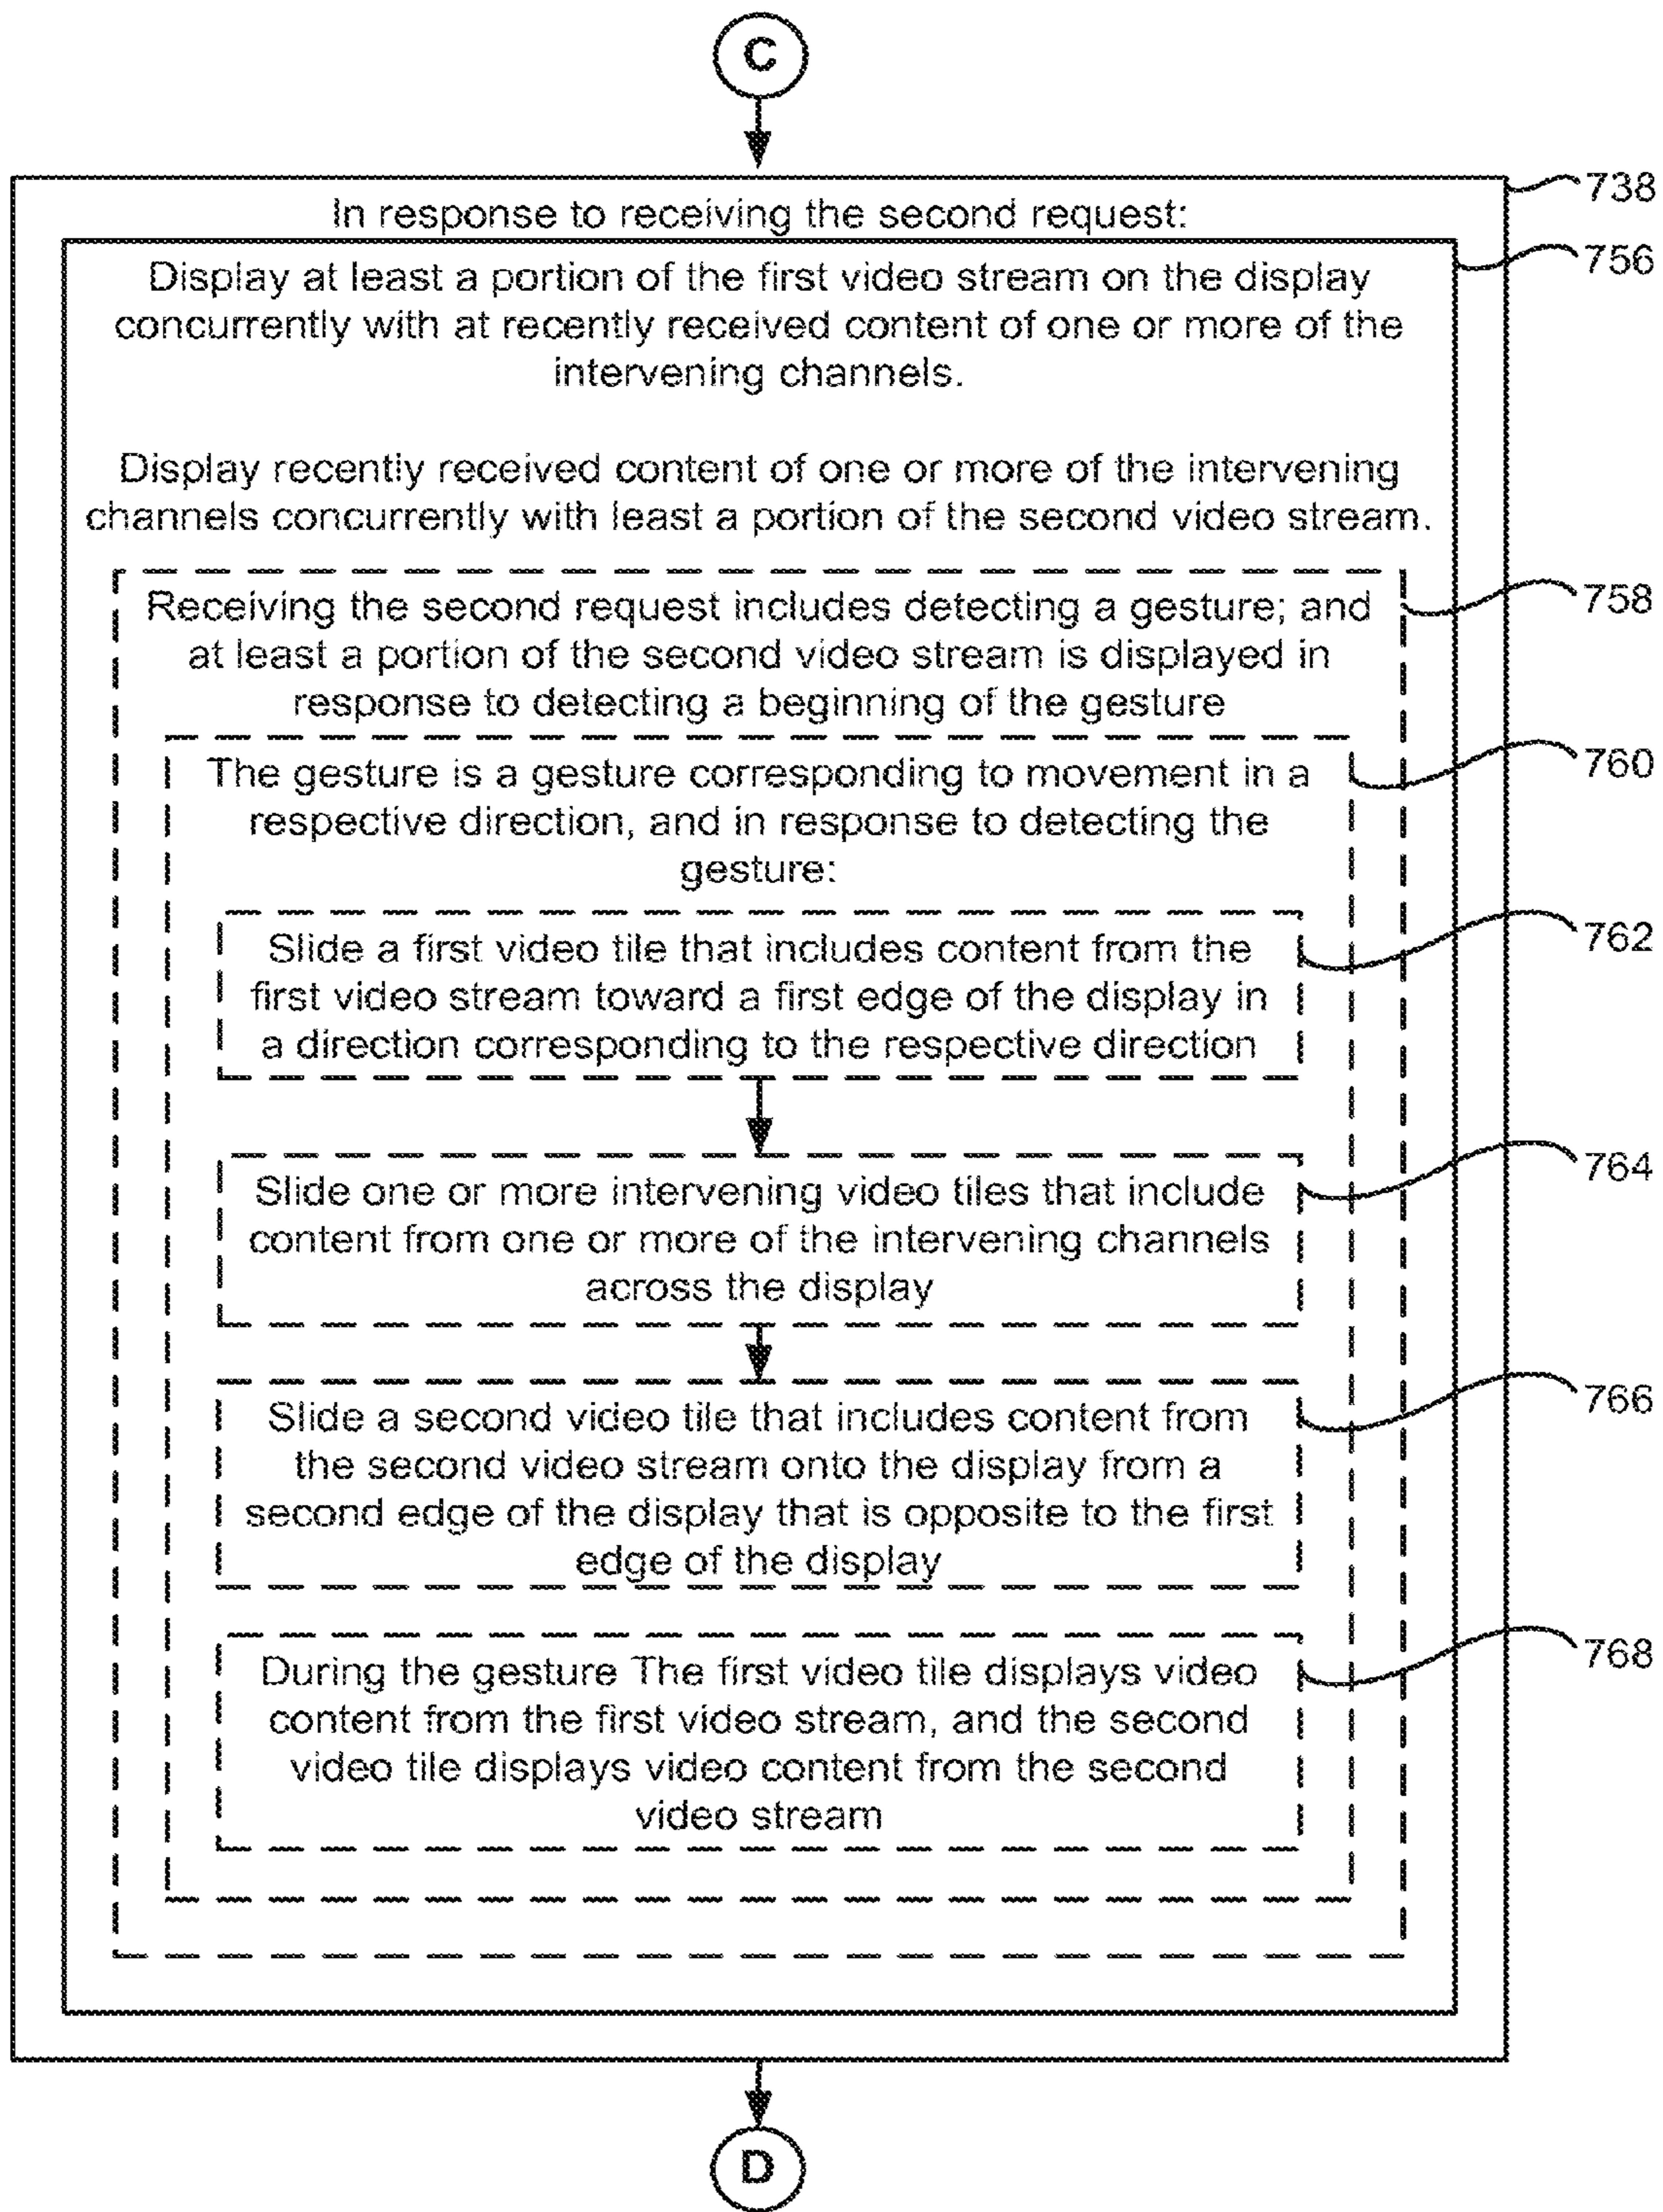 C
738
In response to receiving the second request:
756
Display at least a portion of the first video stream on the display
concurrently with at recently received content of one or more of the
intervening channels.
Display recently received content of one or more of the intervening
channels concurrently with least a portion of the second video stream.
758
Receiving the second request includes detecting a gesture; and
at least a portion of the second video stream is displayed in
response to detecting a beginning of the gesture
760
The gesture is a gesture corresponding to movement in a
respective direction, and in response to detecting the
gesture:
762
Slide a first video tile that includes content from the
first video stream toward a first edge of the display in
a direction corresponding to the respective direction
764
Slide one or more intervening video tiles that include
content from one or more of the intervening channels
across the display
766
Slide a second video tile that includes content from
the second video stream onto the display from a
second edge of the display that is opposite to the first
edge of the display
768
During the gesture The first video tile displays video
content from the first video stream, and the second
video tile displays video content from the second
video stream
D